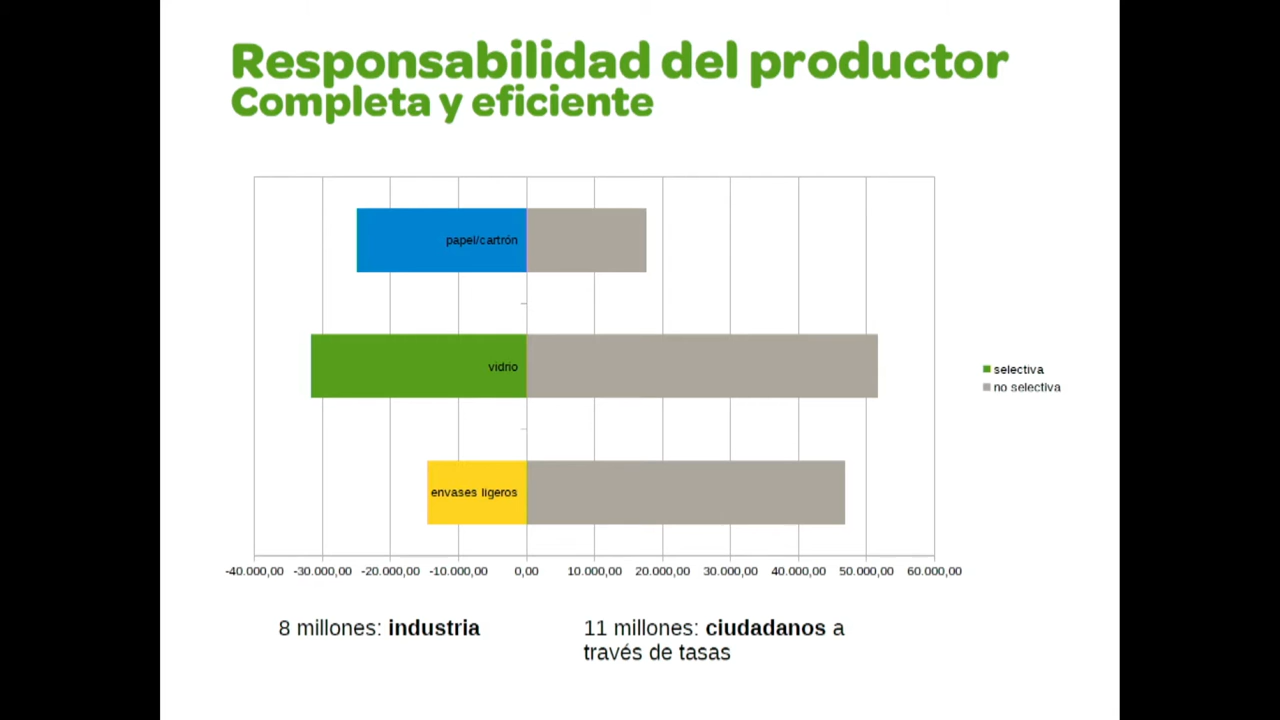 Responsabilidad del productor
Completa y eficiente
papel/cartrón
vidrio
envases ligeros
selectiva
no selectiva
-40.000,00 -30.000,00 -20.000,00 -10.000,00 0,00 10.000,00 20.000,00 30.000,00 40.000,00 50.000,00 60.000,00
8 millones: industria
11 millones: ciudadanos a
través de tasas